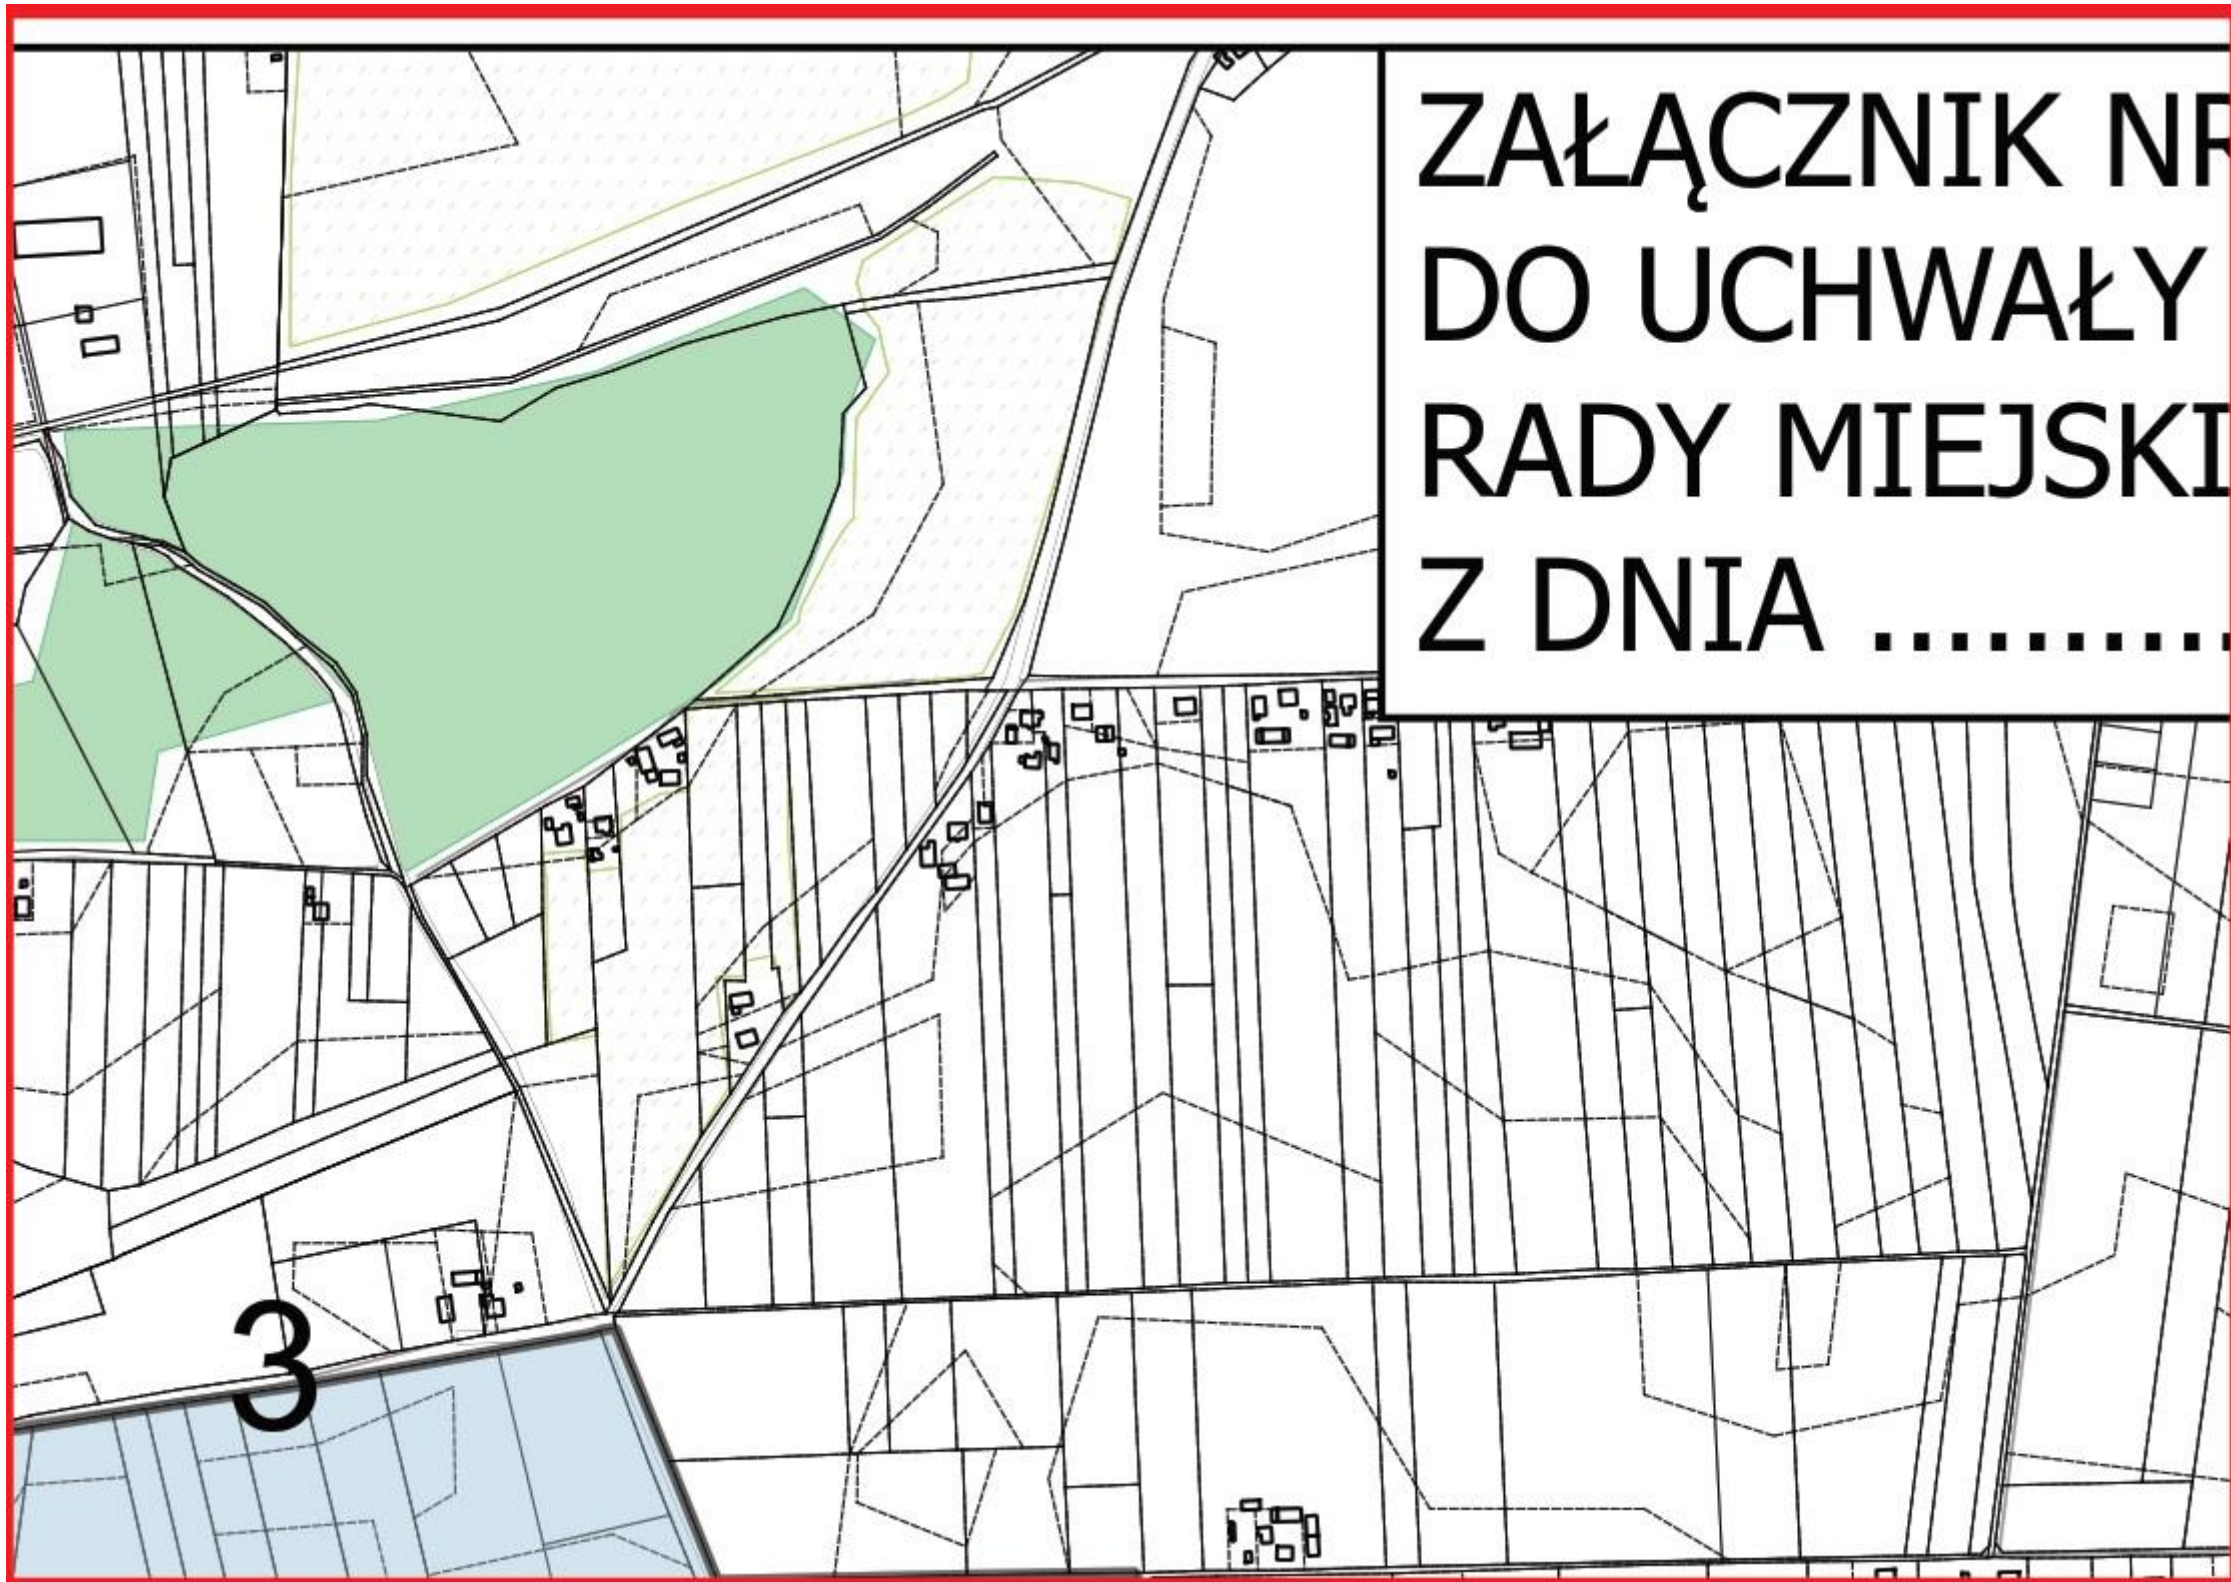 ZAŁĄCZNIK NR
DO UCHWAŁY
RADY MIEJSKI
Z DNIA ..........
3